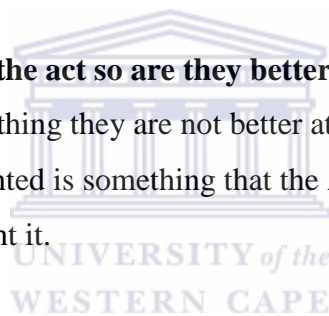 the act so are they better
thing they are not better at
nted is something that the
nt it.
UNIVERSITY of the
WESTERN CAPE